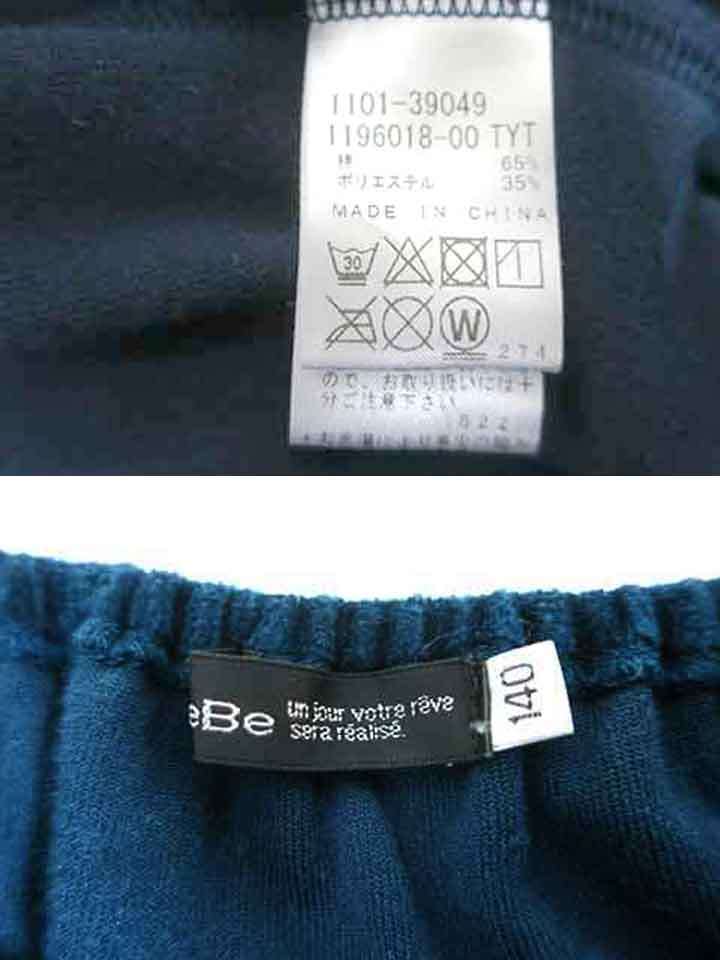 1101-39049
1196018-00 TYT
綿 65%
ポリエステル 35%
MADE IN CHINA
30
W
274
ので、お取り扱いには十
分ご注意下さい
822
eBe un jour votre rêve
sera réalisé.
140